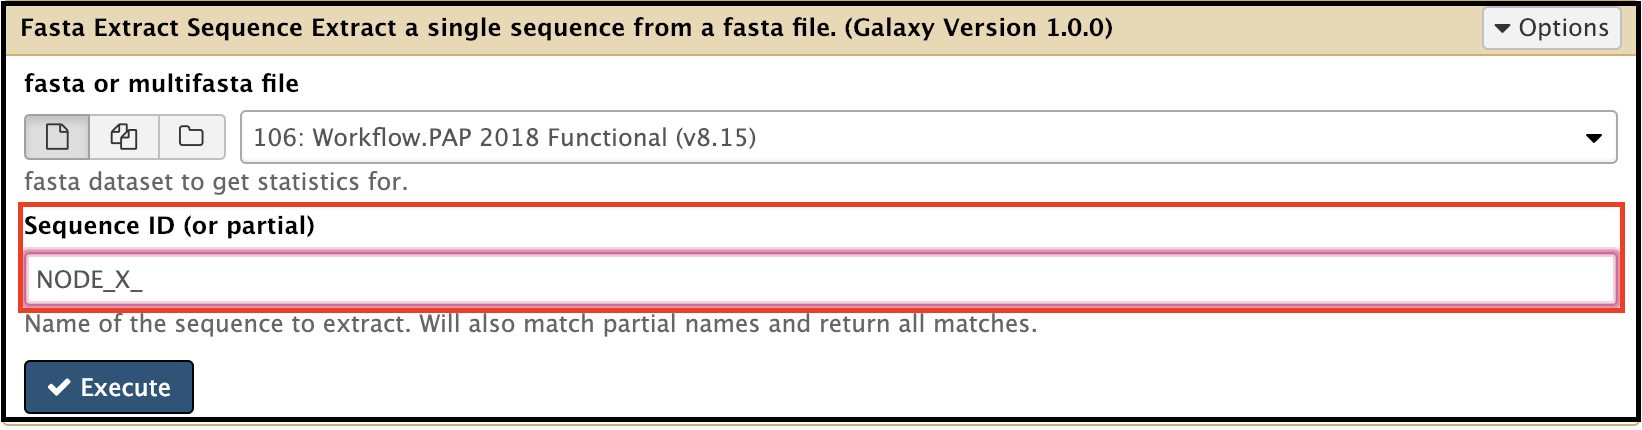 Fasta Extract Sequence Extract a single sequence from a fasta file. (Galaxy Version 1.0.0) Options
fasta or multifasta file
106: Workflow.PAP 2018 Functional (v8.15)
fasta dataset to get statistics for.
Sequence ID (or partial)
NODE_X_
Name of the sequence to extract. Will also match partial names and return all matches.
Execute